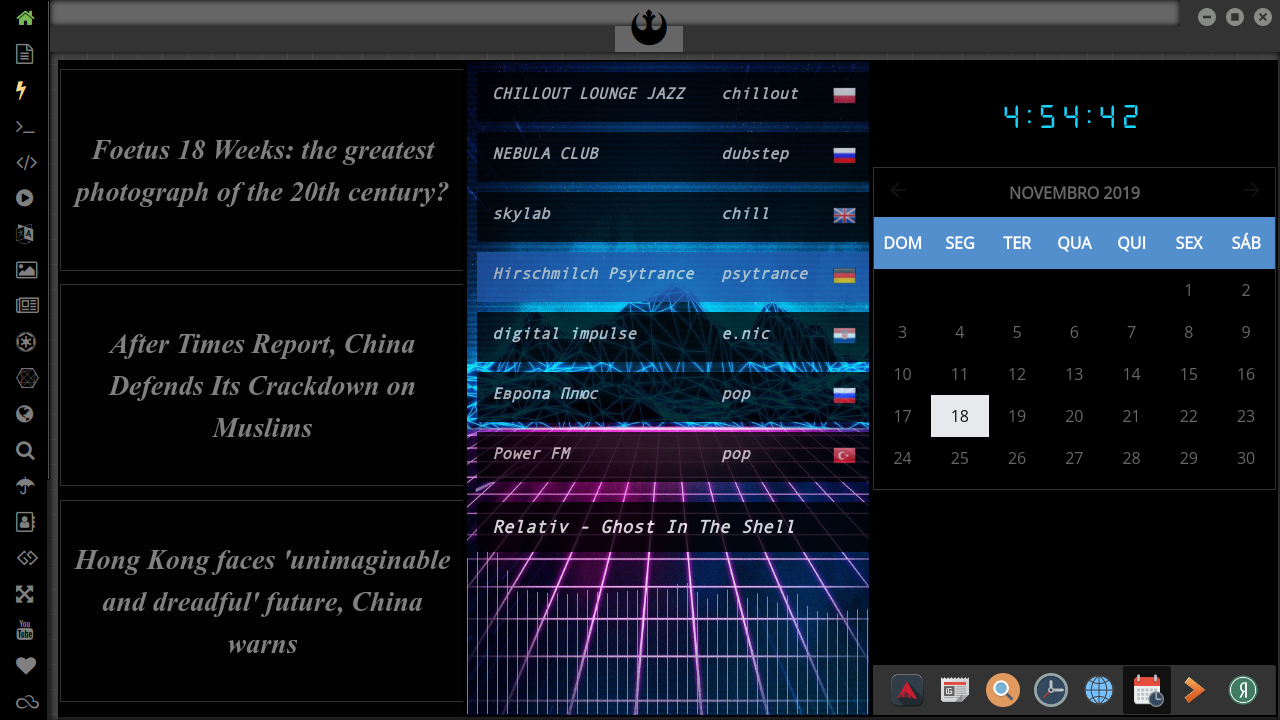 Foetus 18 Weeks: the greatest
photograph of the 20th century?
After Times Report, China
Defends Its Crackdown on
Muslims
Hong Kong faces 'unimaginable
and dreadful' future, China
warns
CHILLOUT LOUNGE JAZZ chillout
NEBULA CLUB dubstep
skylab chill
Hirschmilch Psytrance psytrance
digital impulse e.nic
Европа Плюс pop
Power FM pop
Relativ - Ghost In The Shell
4:54:42
NOVEMBRO 2019
DOM SEG TER QUA QUI SEX SÁB
1 2
3 4 5 6 7 8 9
10 11 12 13 14 15 16
17 18 19 20 21 22 23
24 25 26 27 28 29 30
You
Tube
Я